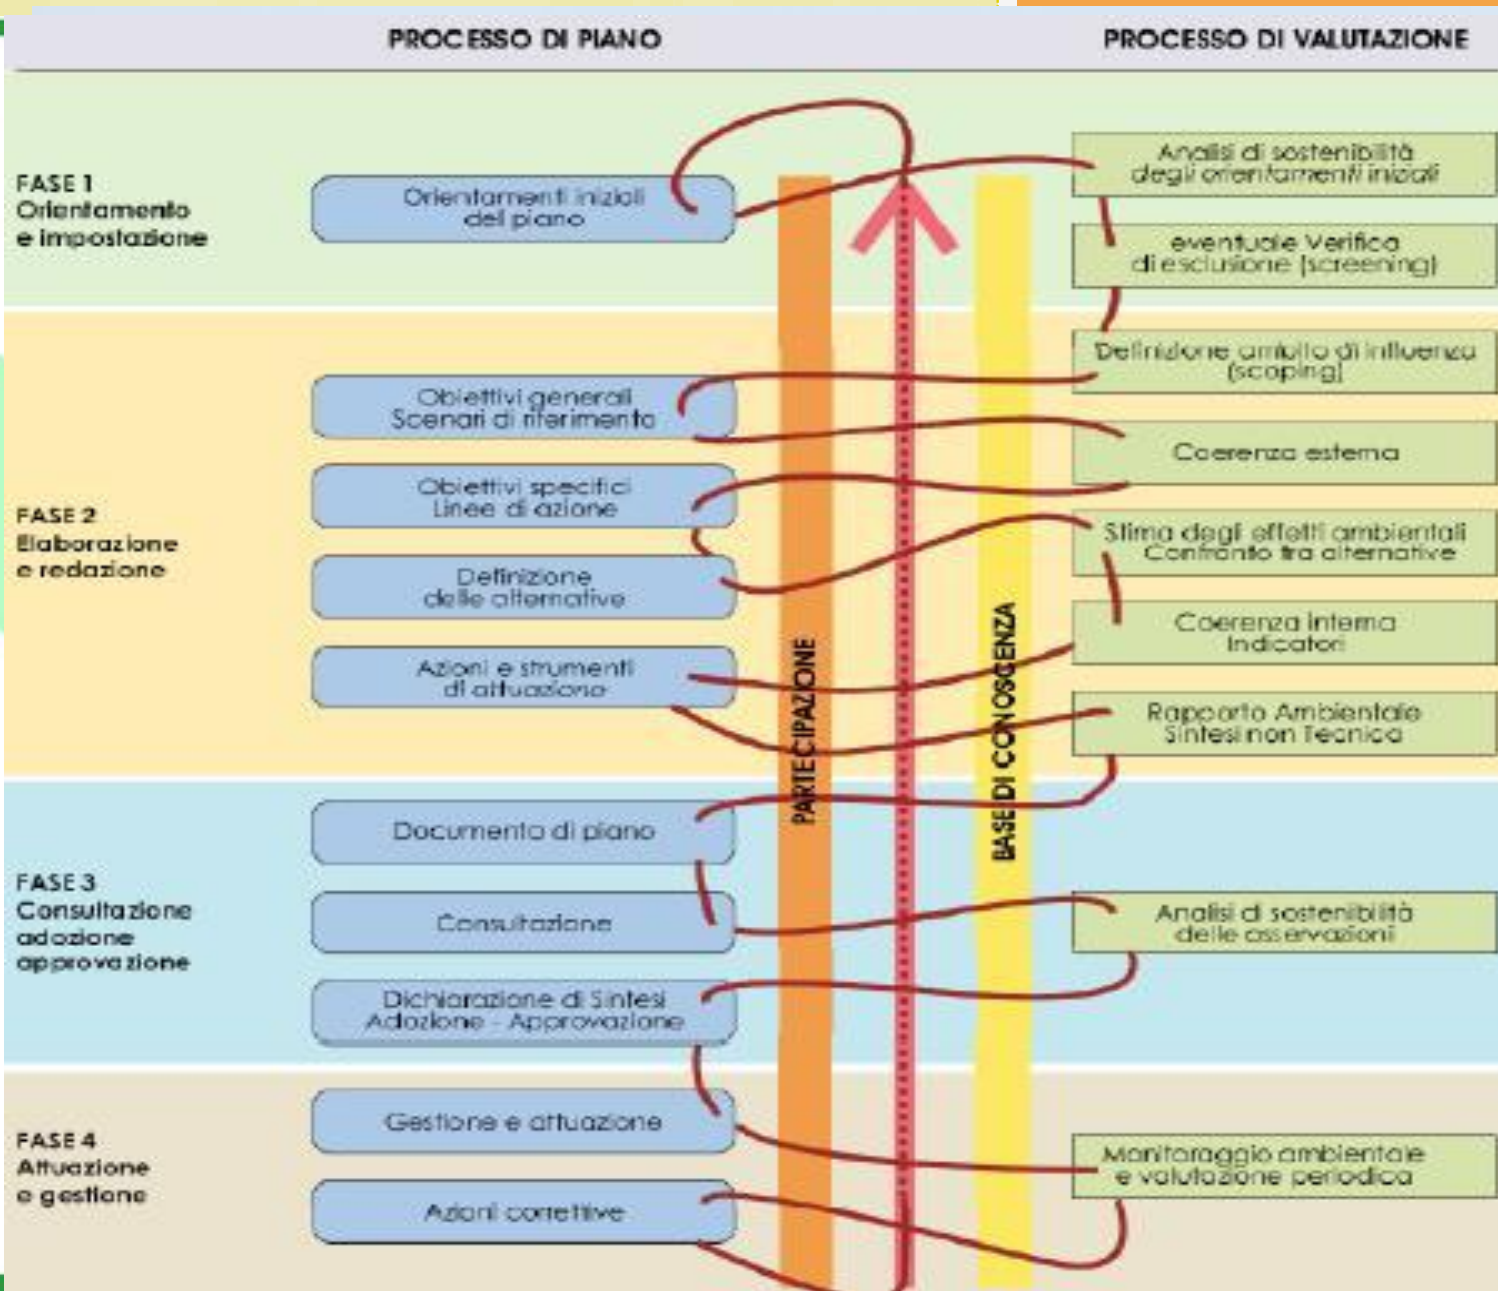 PROCESSO DI PIANO
PROCESSO DI VALUTAZIONE
FASE 1
Orientamento
e impostazione
Orientamenti iniziali
del piano
Analisi di sostenibilità
degli orientamenti iniziali
eventuale Verifica
di esclusione (screening)
FASE 2
Elaborazione
e redazione
Definizione ambito di influenza
(scoping)
Obiettivi generali
Scenari di riferimento
Coerenza esterna
Obiettivi specifici
Linee di azione
Stima degli effetti ambientali
Confronto tra alternative
Definizione
delle alternative
Coerenza interna
Indicatori
Azioni e strumenti
di attuazione
Rapporto Ambientale
Sintesi non Tecnica
PARTECIPAZIONE
BASE DI CONOSCENZA
FASE 3
Consultazione
adozione
approvazione
Documento di piano
Consultazione
Analisi di sostenibilità
delle osservazioni
Dichiarazione di Sintesi
Adozione - Approvazione
FASE 4
Attuazione
e gestione
Gestione e attuazione
Monitoraggio ambientale
e valutazione periodica
Azioni correttive